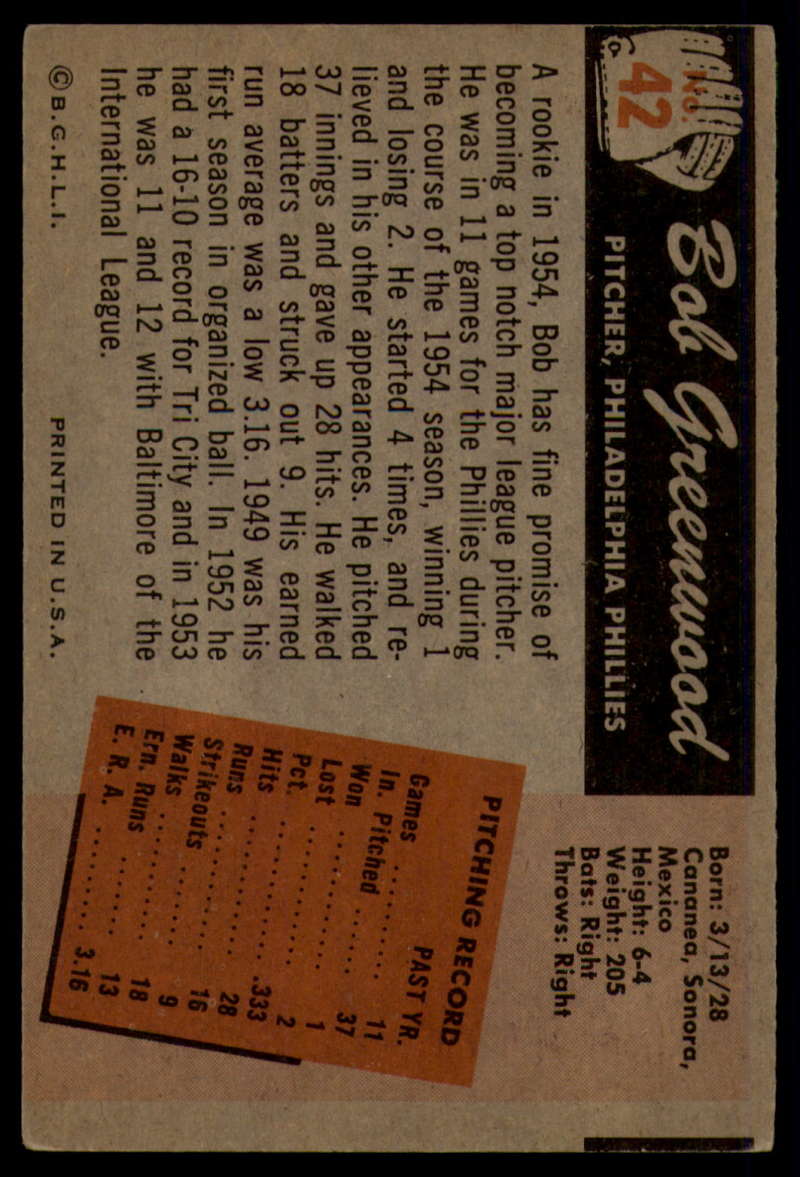 No.
42
Bob Greenwood
PITCHER, PHILADELPHIA PHILLIES
Born: 3/13/28
Cananea, Sonora,
Mexico
Height: 6-4
Weight: 205
Bats: Right
Throws: Right
A rookie in 1954, Bob has fine promise of
becoming a top notch major league pitcher.
He was in 11 games for the Phillies during
the course of the 1954 season, winning 1
and losing 2. He started 4 times, and re-
lieved in his other appearances. He pitched
37 innings and gave up 28 hits. He walked
18 batters and struck out 9. His earned
run average was a low 3.16. 1949 was his
first season in organized ball. In 1952 he
had a 16-10 record for Tri City and in 1953
he was 11 and 12 with Baltimore of the
International League.
PITCHING RECORD
PAST YR.
Games ......... 11
In. Pitched ..... 37
Won ......... 1
Lost ......... 2
Pct. ......... .333
Hits ......... 28
Runs ......... 16
Strikeouts ...... 9
Walks ......... 18
Ern. Runs ...... 13
E. R. A. ......... 3.16
© B.G.H.L.I.
PRINTED IN U.S.A.